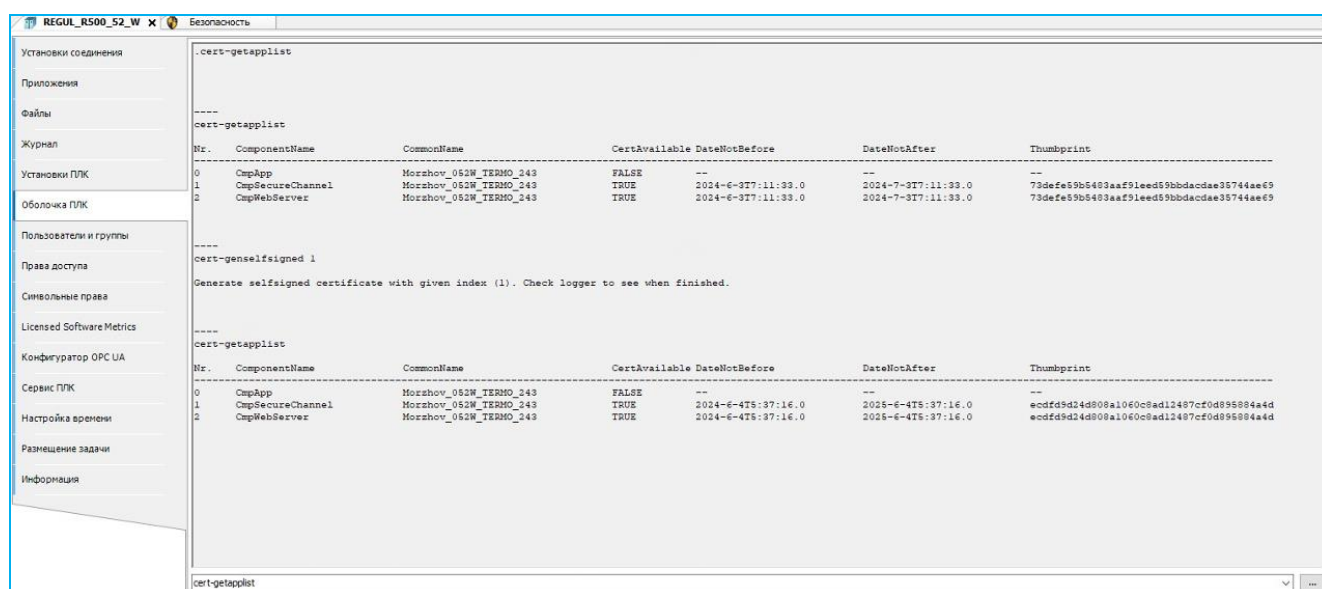 REGUL_R500_52_W x Безопасность
Установки соединения
Приложения
Файлы
Журнал
Установки ПЛК
Оболочка ПЛК
Пользователи и группы
Права доступа
Символьные права
Licensed Software Metrics
Конфигуратор OPC UA
Сервис ПЛК
Настройка времени
Размещение задачи
Информация
.cert-getapplist
----
cert-getapplist
Nr. ComponentName CommonName CertAvailable DateNotBefore DateNotAfter Thumbprint
0 CmpApp Morzhov_052W_TERMO_243 FALSE -- -- --
1 CmpSecureChannel Morzhov_052W_TERMO_243 TRUE 2024-6-3T7:11:33.0 2024-7-3T7:11:33.0 73defe59b5483aaf91eed59bbdacdae35744ae69
2 CmpWebServer Morzhov_052W_TERMO_243 TRUE 2024-6-3T7:11:33.0 2024-7-3T7:11:33.0 73defe59b5483aaf91eed59bbdacdae35744ae69
----
cert-genselfsigned 1
Generate selfsigned certificate with given index (1). Check logger to see when finished.
----
cert-getapplist
Nr. ComponentName CommonName CertAvailable DateNotBefore DateNotAfter Thumbprint
0 CmpApp Morzhov_052W_TERMO_243 FALSE -- -- --
1 CmpSecureChannel Morzhov_052W_TERMO_243 TRUE 2024-6-4T5:37:16.0 2025-6-4T5:37:16.0 ecdfd9d24d808a1060c8ad12487cf0d895884a4d
2 CmpWebServer Morzhov_052W_TERMO_243 TRUE 2024-6-4T5:37:16.0 2025-6-4T5:37:16.0 ecdfd9d24d808a1060c8ad12487cf0d895884a4d
cert-getapplist ...